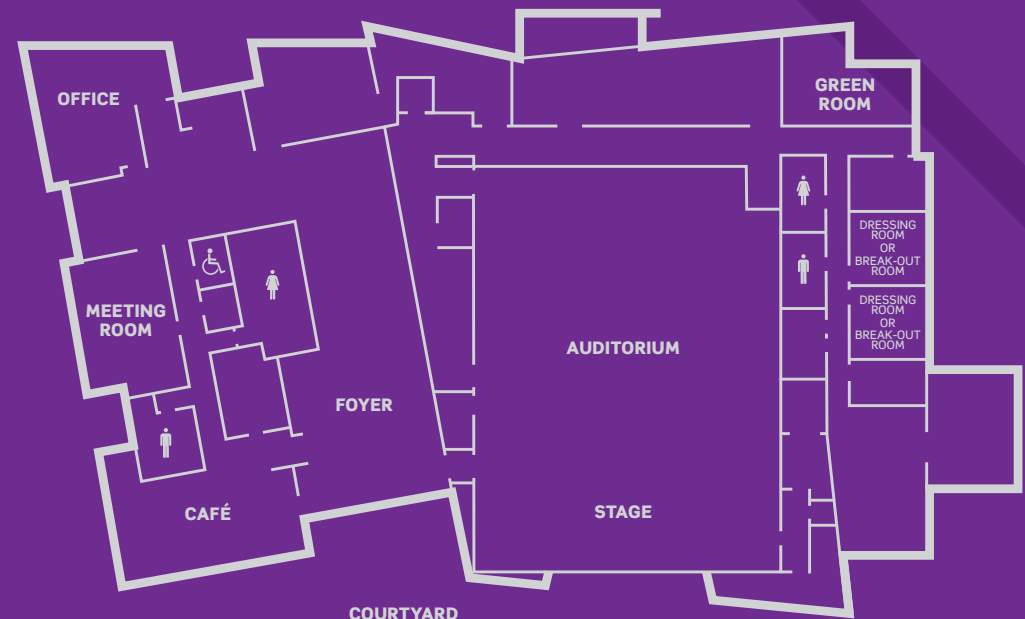 OFFICE
GREEN
ROOM
DRESSING
ROOM
OR
BREAK-OUT
ROOM
DRESSING
ROOM
OR
BREAK-OUT
ROOM
MEETING
ROOM
AUDITORIUM
FOYER
CAFÉ
STAGE
COURTYARD